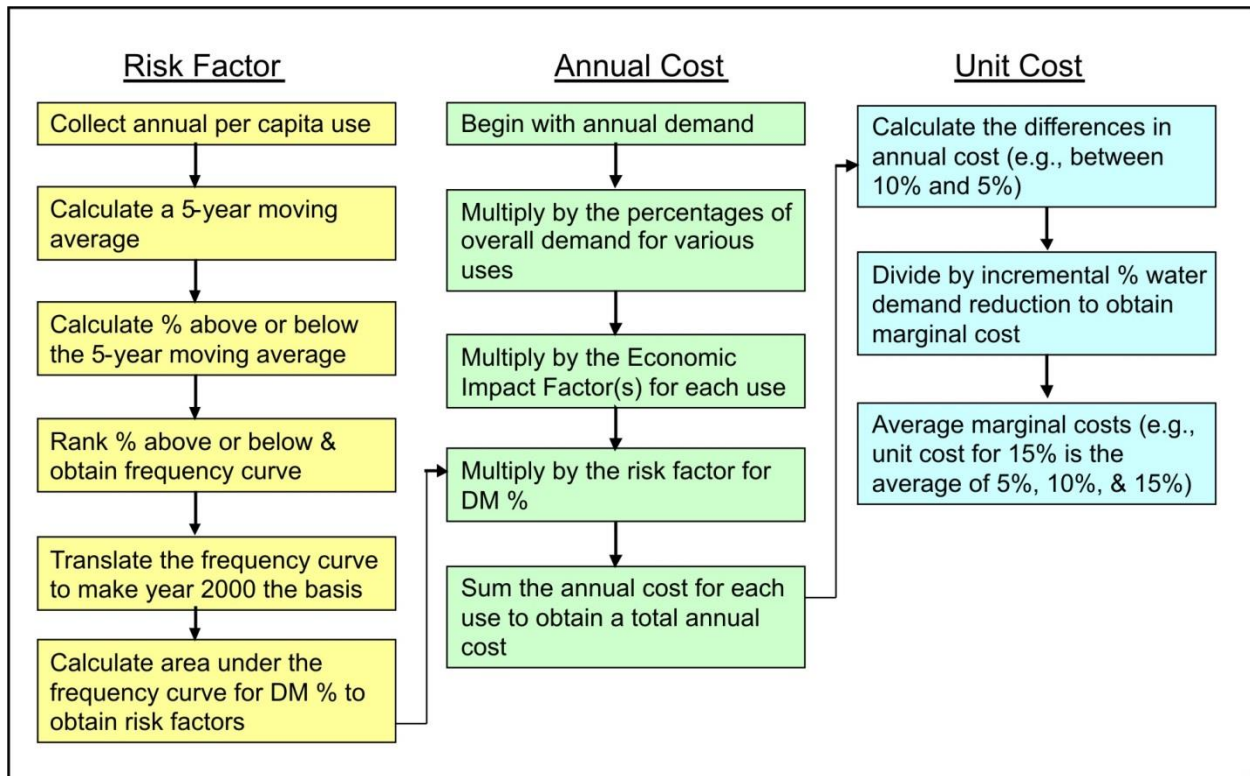 Risk Factor
Collect annual per capita use
Calculate a 5-year moving
average
Calculate % above or below
the 5-year moving average
Rank % above or below &
obtain frequency curve
Translate the frequency curve
to make year 2000 the basis
Calculate area under the
frequency curve for DM % to
obtain risk factors
Annual Cost
Begin with annual demand
Multiply by the percentages of
overall demand for various
uses
Multiply by the Economic
Impact Factor(s) for each use
Multiply by the risk factor for
DM %
Sum the annual cost for each
use to obtain a total annual
cost
Unit Cost
Calculate the differences in
annual cost (e.g., between
10% and 5%)
Divide by incremental % water
demand reduction to obtain
marginal cost
Average marginal costs (e.g.,
unit cost for 15% is the
average of 5%, 10%, & 15%)